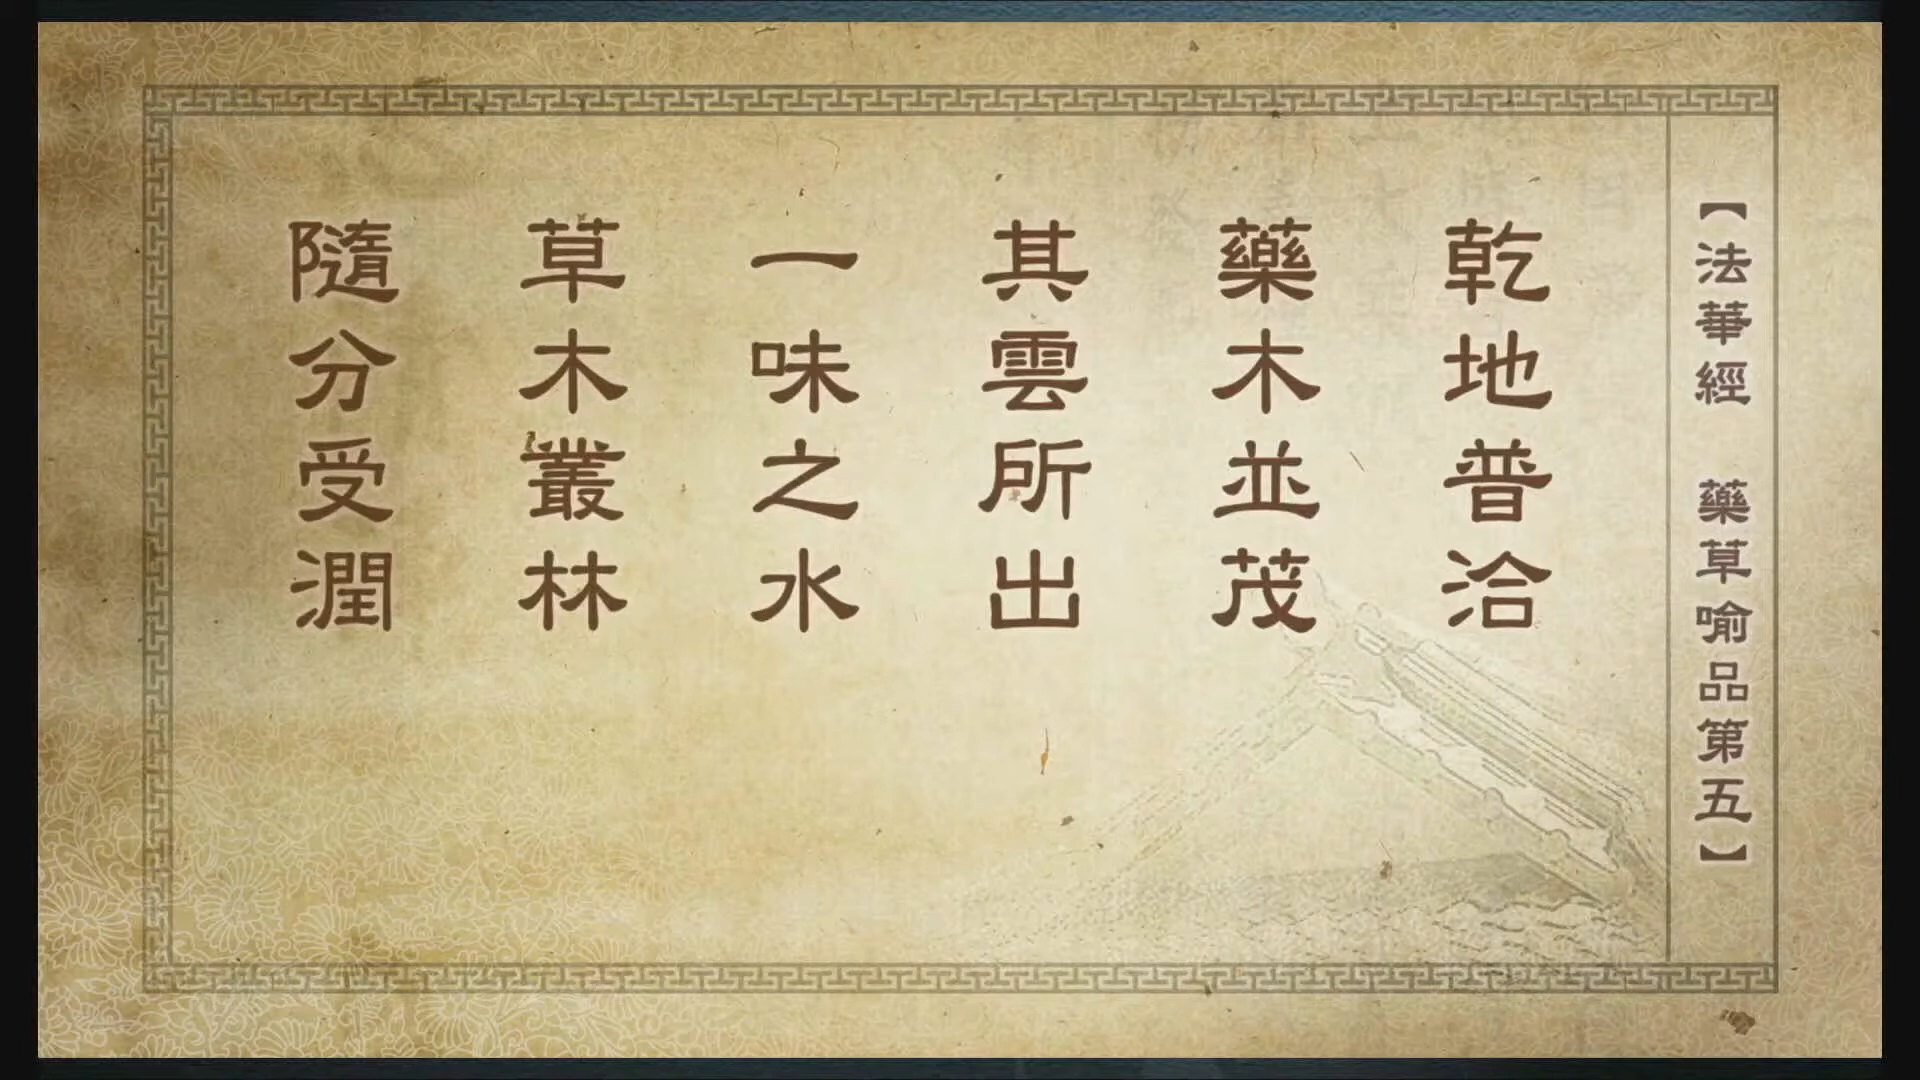 【法華經 藥草喻品第五】
乾地普洽
藥木並茂
其雲所出
一味之水
草木叢林
隨分受潤